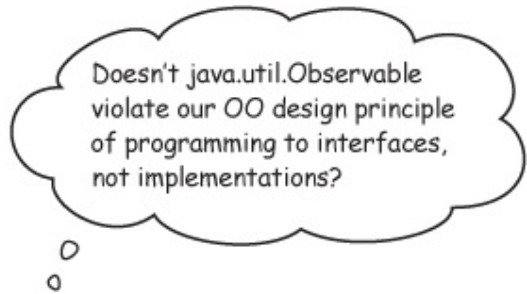 Doesn't java.util.Observable
violate our OO design principle
of programming to interfaces,
not implementations?